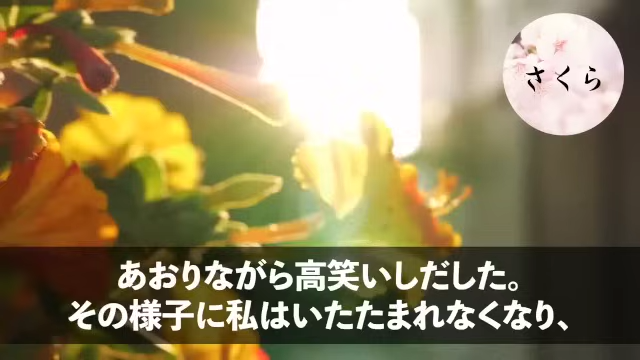 さくら
あおりながら高笑いしだした。
その様子に私はいたたまれなくなり、